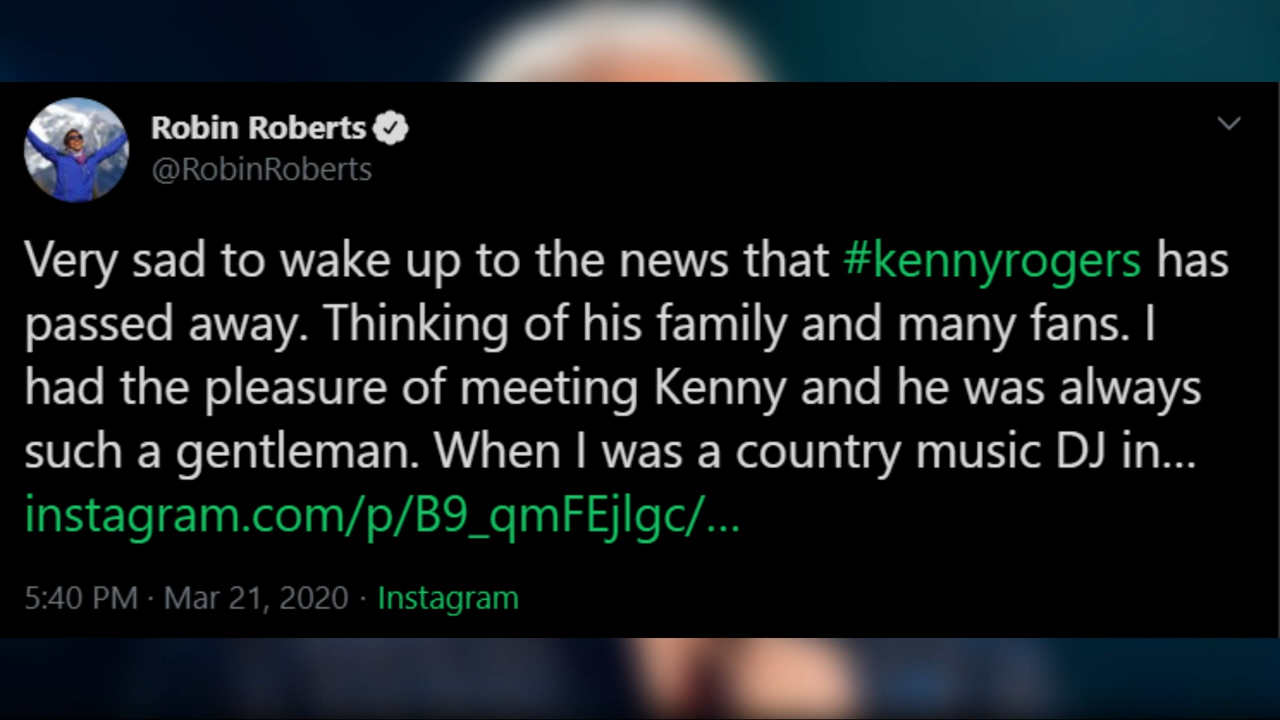 Robin Roberts
@RobinRoberts
Very sad to wake up to the news that #kennyrogers has
passed away. Thinking of his family and many fans. I
had the pleasure of meeting Kenny and he was always
such a gentleman. When I was a country music DJ in...
instagram.com/p/B9_qmFEjlgc/...
5:40 PM · Mar 21, 2020 · Instagram